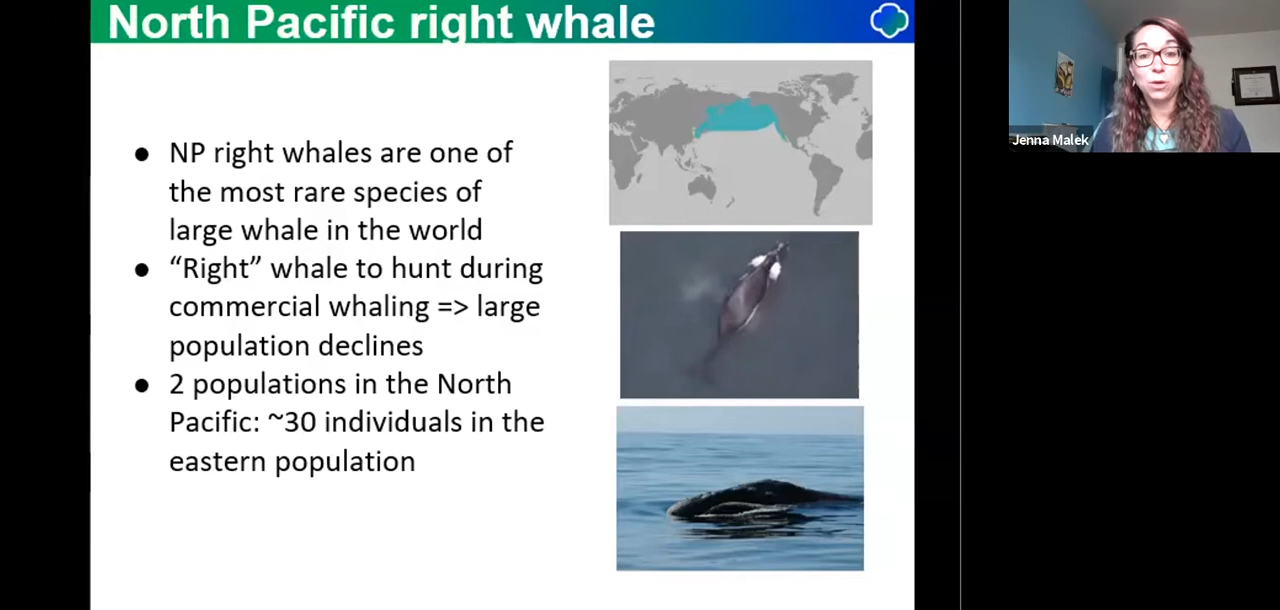 North Pacific right whale
Jenna Malek
● NP right whales are one of
the most rare species of
large whale in the world
● “Right” whale to hunt during
commercial whaling => large
population declines
● 2 populations in the North
Pacific: ~30 individuals in the
eastern population